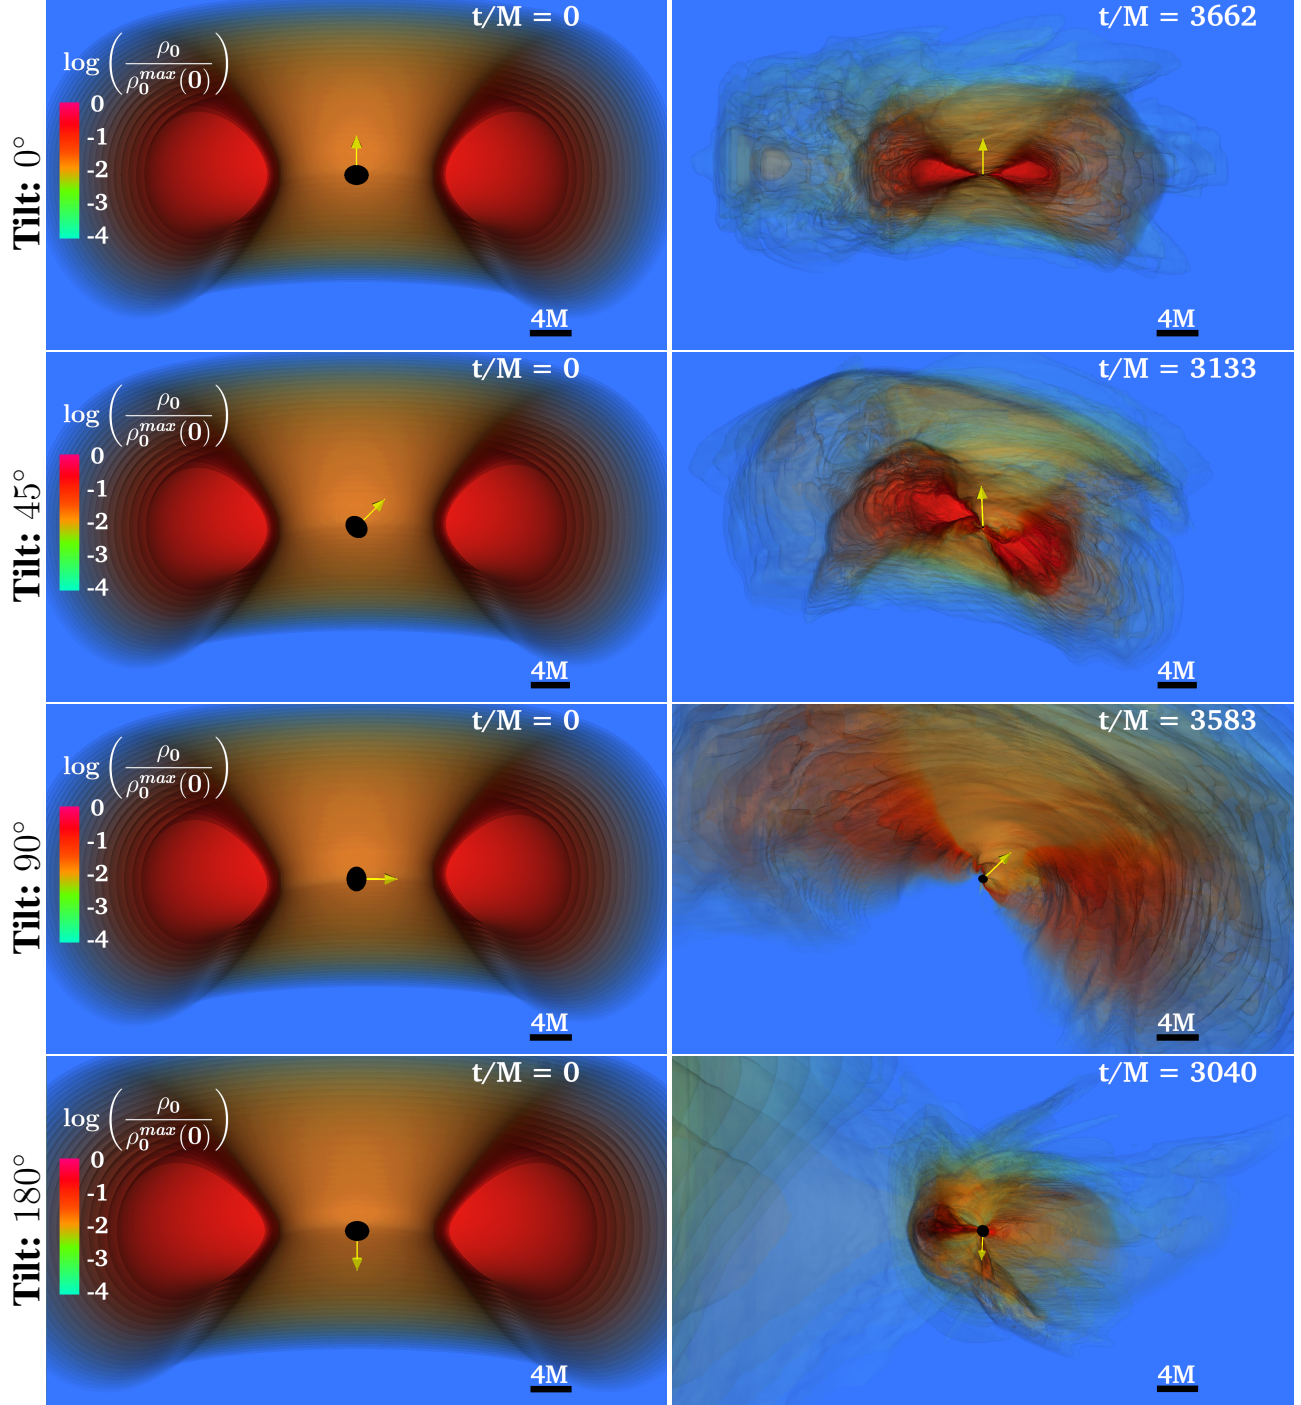 Tilt: 0°
t/M = 0
log(ρ₀/ρ₀ᵐᵃˣ(0))
0
-1
-2
-3
-4
4M
t/M = 3662
4M
Tilt: 45°
t/M = 0
log(ρ₀/ρ₀ᵐᵃˣ(0))
0
-1
-2
-3
-4
4M
t/M = 3133
4M
Tilt: 90°
t/M = 0
log(ρ₀/ρ₀ᵐᵃˣ(0))
0
-1
-2
-3
-4
4M
t/M = 3583
4M
Tilt: 180°
t/M = 0
log(ρ₀/ρ₀ᵐᵃˣ(0))
0
-1
-2
-3
-4
4M
t/M = 3040
4M